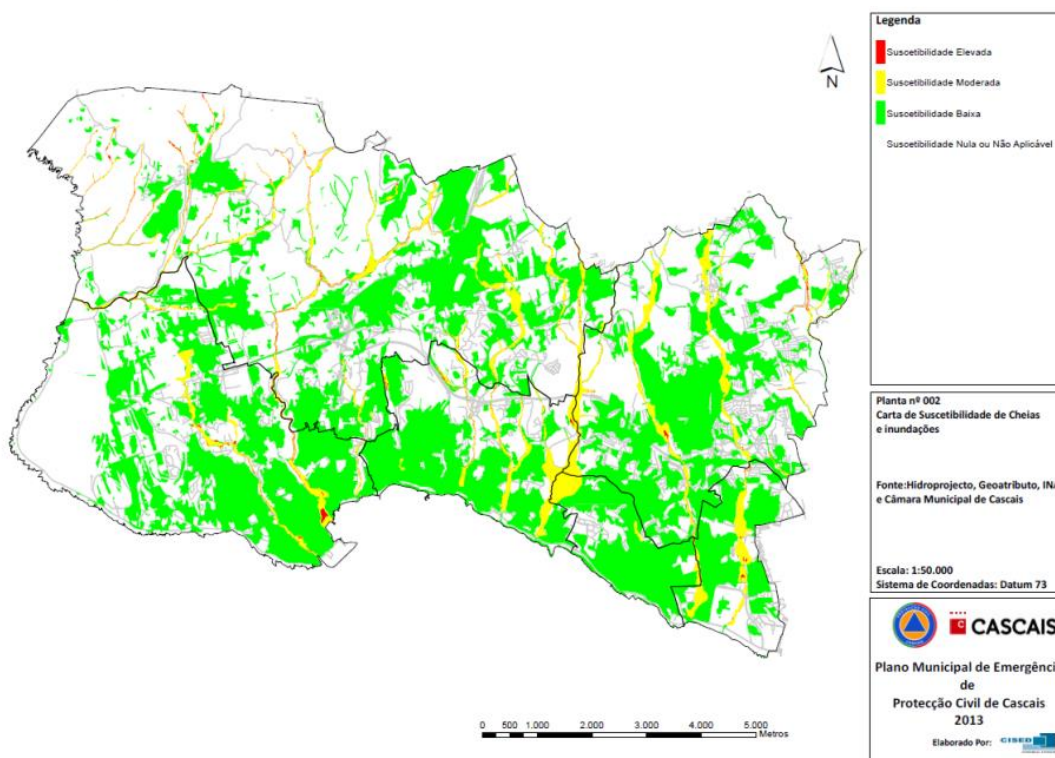 N
Legenda
Suscetibilidade Elevada
Suscetibilidade Moderada
Suscetibilidade Baixa
Suscetibilidade Nula ou Não Aplicável
Planta nº 002
Carta de Suscetibilidade de Cheias
e inundações
Fonte:Hidroprojecto, Geoatributo, INA
e Câmara Municipal de Cascais
Escala: 1:50.000
Sistema de Coordenadas: Datum 73
C CASCAIS
Plano Municipal de Emergênci
de
Protecção Civil de Cascais
2013
Elaborado Por: CISED
0 500 1.000 2.000 3.000 4.000 5.000
Metros